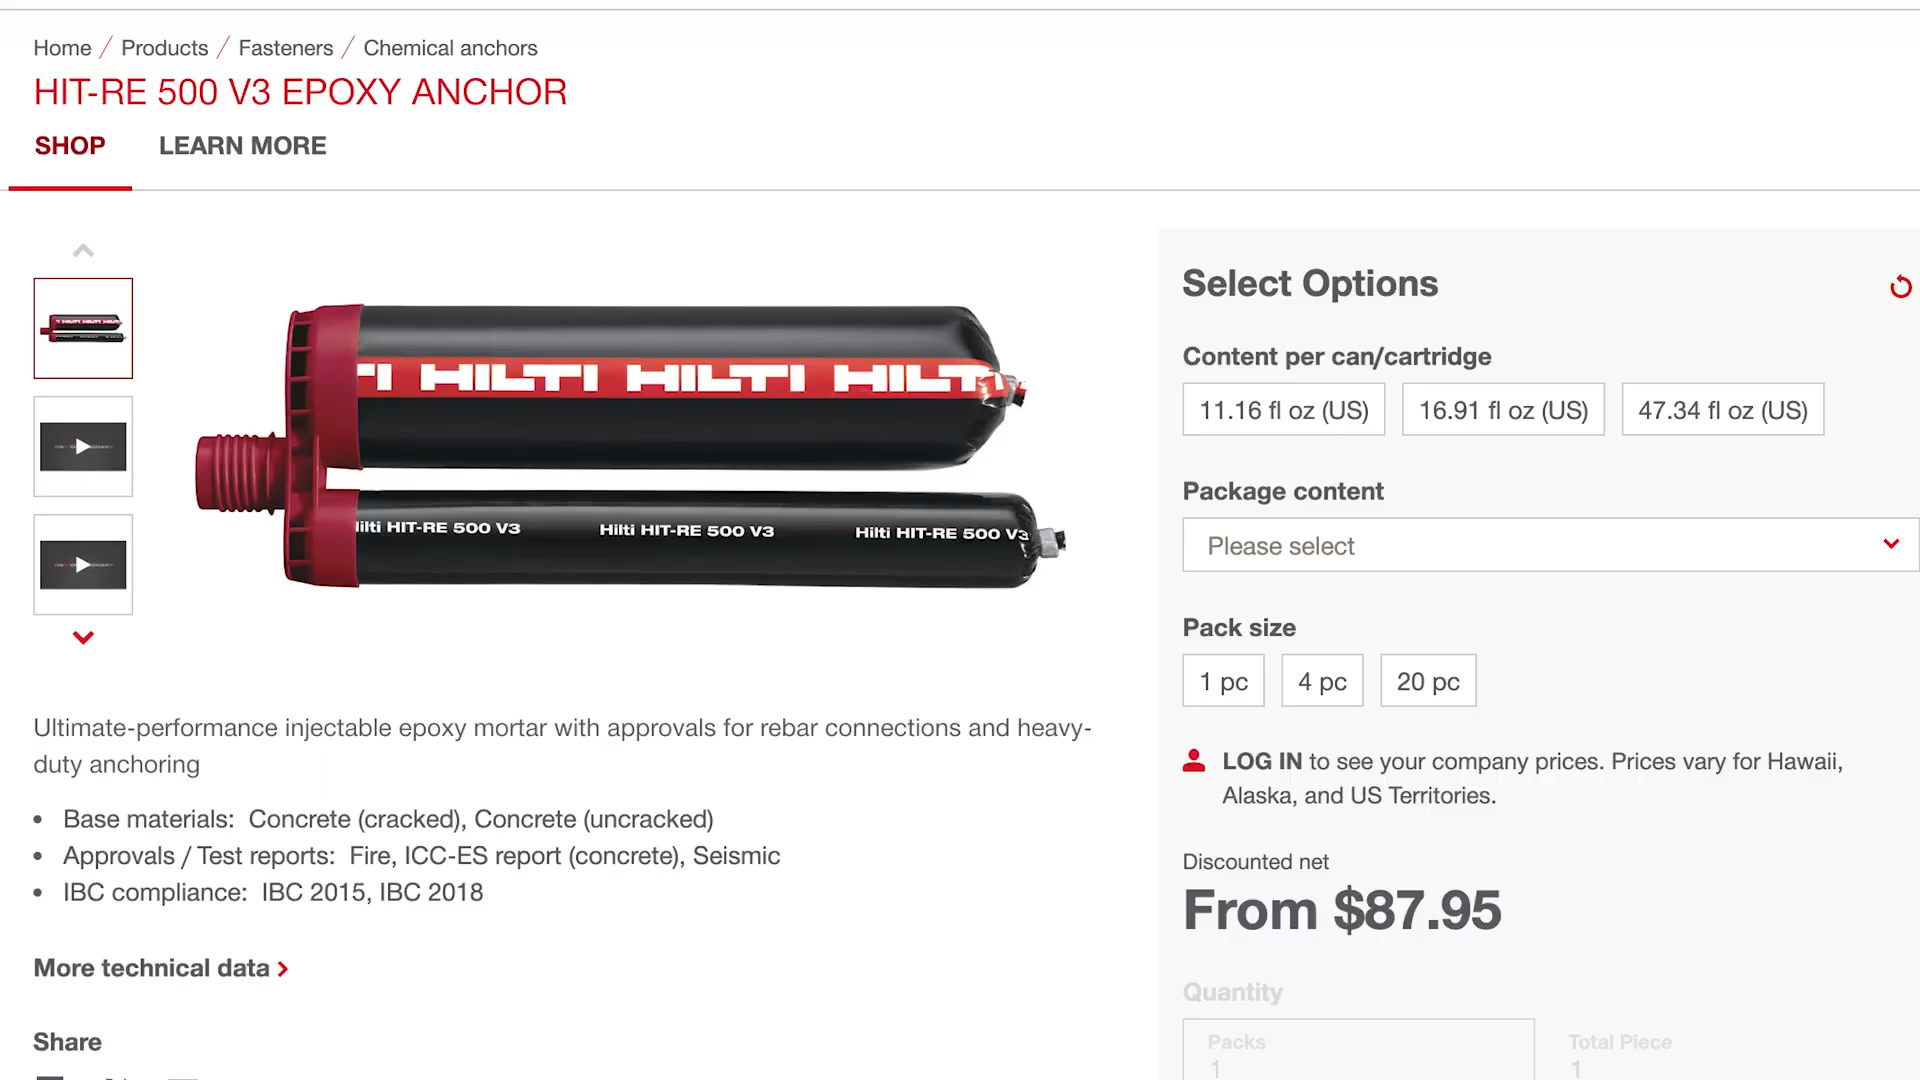 Home / Products / Fasteners / Chemical anchors
HIT-RE 500 V3 EPOXY ANCHOR
SHOP LEARN MORE
HILTI HILTI HILTI
Hilti HIT-RE 500 V3 Hilti HIT-RE 500 V3 Hilti HIT-RE 500 V3
Ultimate-performance injectable epoxy mortar with approvals for rebar connections and heavy-
duty anchoring
• Base materials: Concrete (cracked), Concrete (uncracked)
• Approvals / Test reports: Fire, ICC-ES report (concrete), Seismic
• IBC compliance: IBC 2015, IBC 2018
More technical data
Share
Select Options
Content per can/cartridge
11.16 fl oz (US) 16.91 fl oz (US) 47.34 fl oz (US)
Package content
Please select
Pack size
1 pc 4 pc 20 pc
LOG IN to see your company prices. Prices vary for Hawaii,
Alaska, and US Territories.
Discounted net
From $87.95
Quantity
Packs Total Piece
1 1